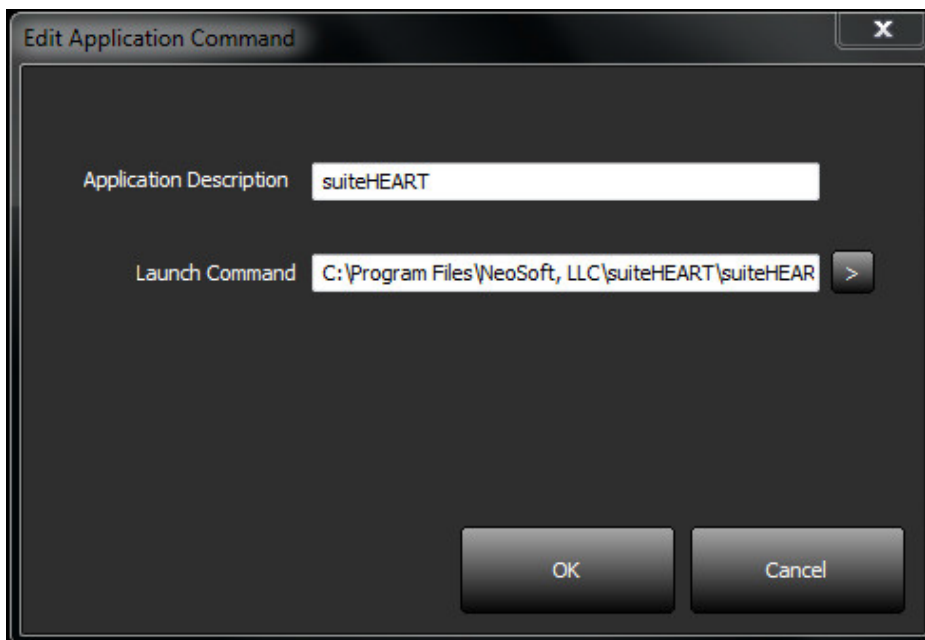 Edit Application Command
X
Application Description suiteHEART
Launch Command C:\Program Files\NeoSoft, LLC\suiteHEART\suiteHEAR >
OK Cancel